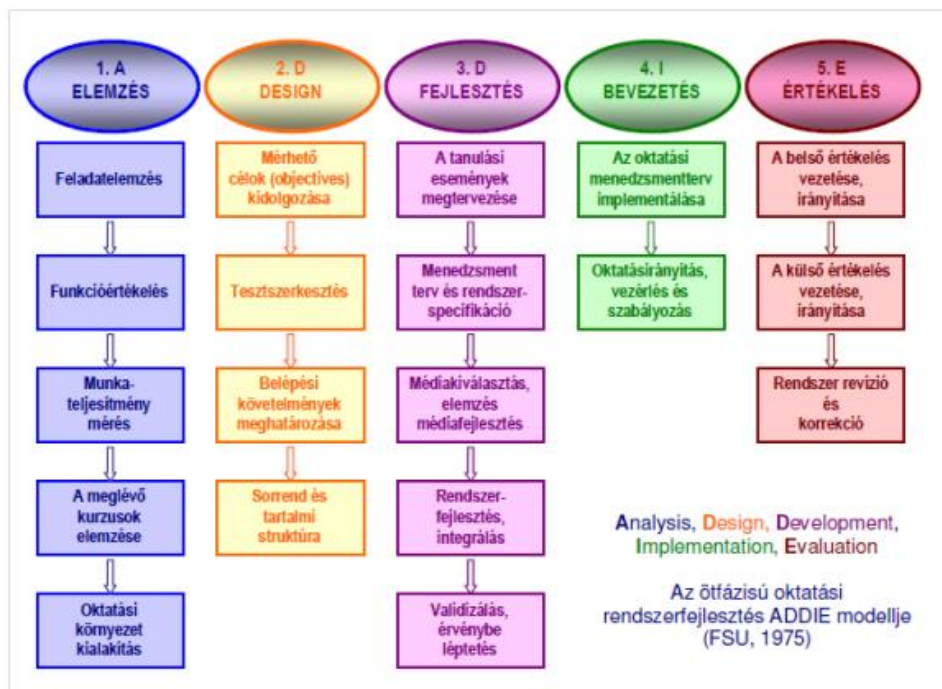 1. A
ELEMZÉS
Feladatelemzés
Funkcióértékelés
Munka-
teljesítmény
mérés
A meglévő
kurzusok
elemzése
Oktatási
környezet
kialakítás
2. D
DESIGN
Mérhető
célok (objectives)
kidolgozása
Tesztszerkesztés
Belépési
követelmények
meghatározása
Sorrend és
tartalmi
struktúra
3. D
FEJLESZTÉS
A tanulási
események
megtervezése
Menedzsment
terv és rendszer-
specifikáció
Médiakiválasztás,
elemzés
médiafejlesztés
Rendszer-
fejlesztés,
integrálás
Validizálás,
érvénybe
léptetés
4. I
BEVEZETÉS
Az oktatási
menedzsmentterv
implementálása
Oktatásirányítás,
vezérlés és
szabályozás
5. E
ÉRTÉKELÉS
A belső értékelés
vezetése,
irányítása
A külső értékelés
vezetése,
irányítása
Rendszer revízió
és
korrekció
Analysis, Design, Development,
Implementation, Evaluation
Az ötfázisú oktatási
rendszerfejlesztés ADDIE modellje
(FSU, 1975)